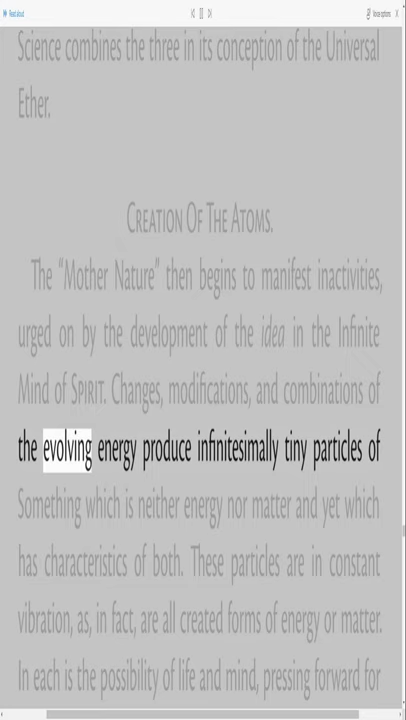 Read aloud
Voice options
Science combines the three in its conception of the Universal
Ether.
CREATION OF THE ATOMS.
The “Mother Nature” then begins to manifest inactivities,
urged on by the development of the idea in the Infinite
Mind of SPIRIT. Changes, modifications, and combinations of
the evolving energy produce infinitesimally tiny particles of
Something which is neither energy nor matter and yet which
has characteristics of both. These particles are in constant
vibration, as, in fact, are all created forms of energy or matter.
In each is the possibility of life and mind, pressing forward for